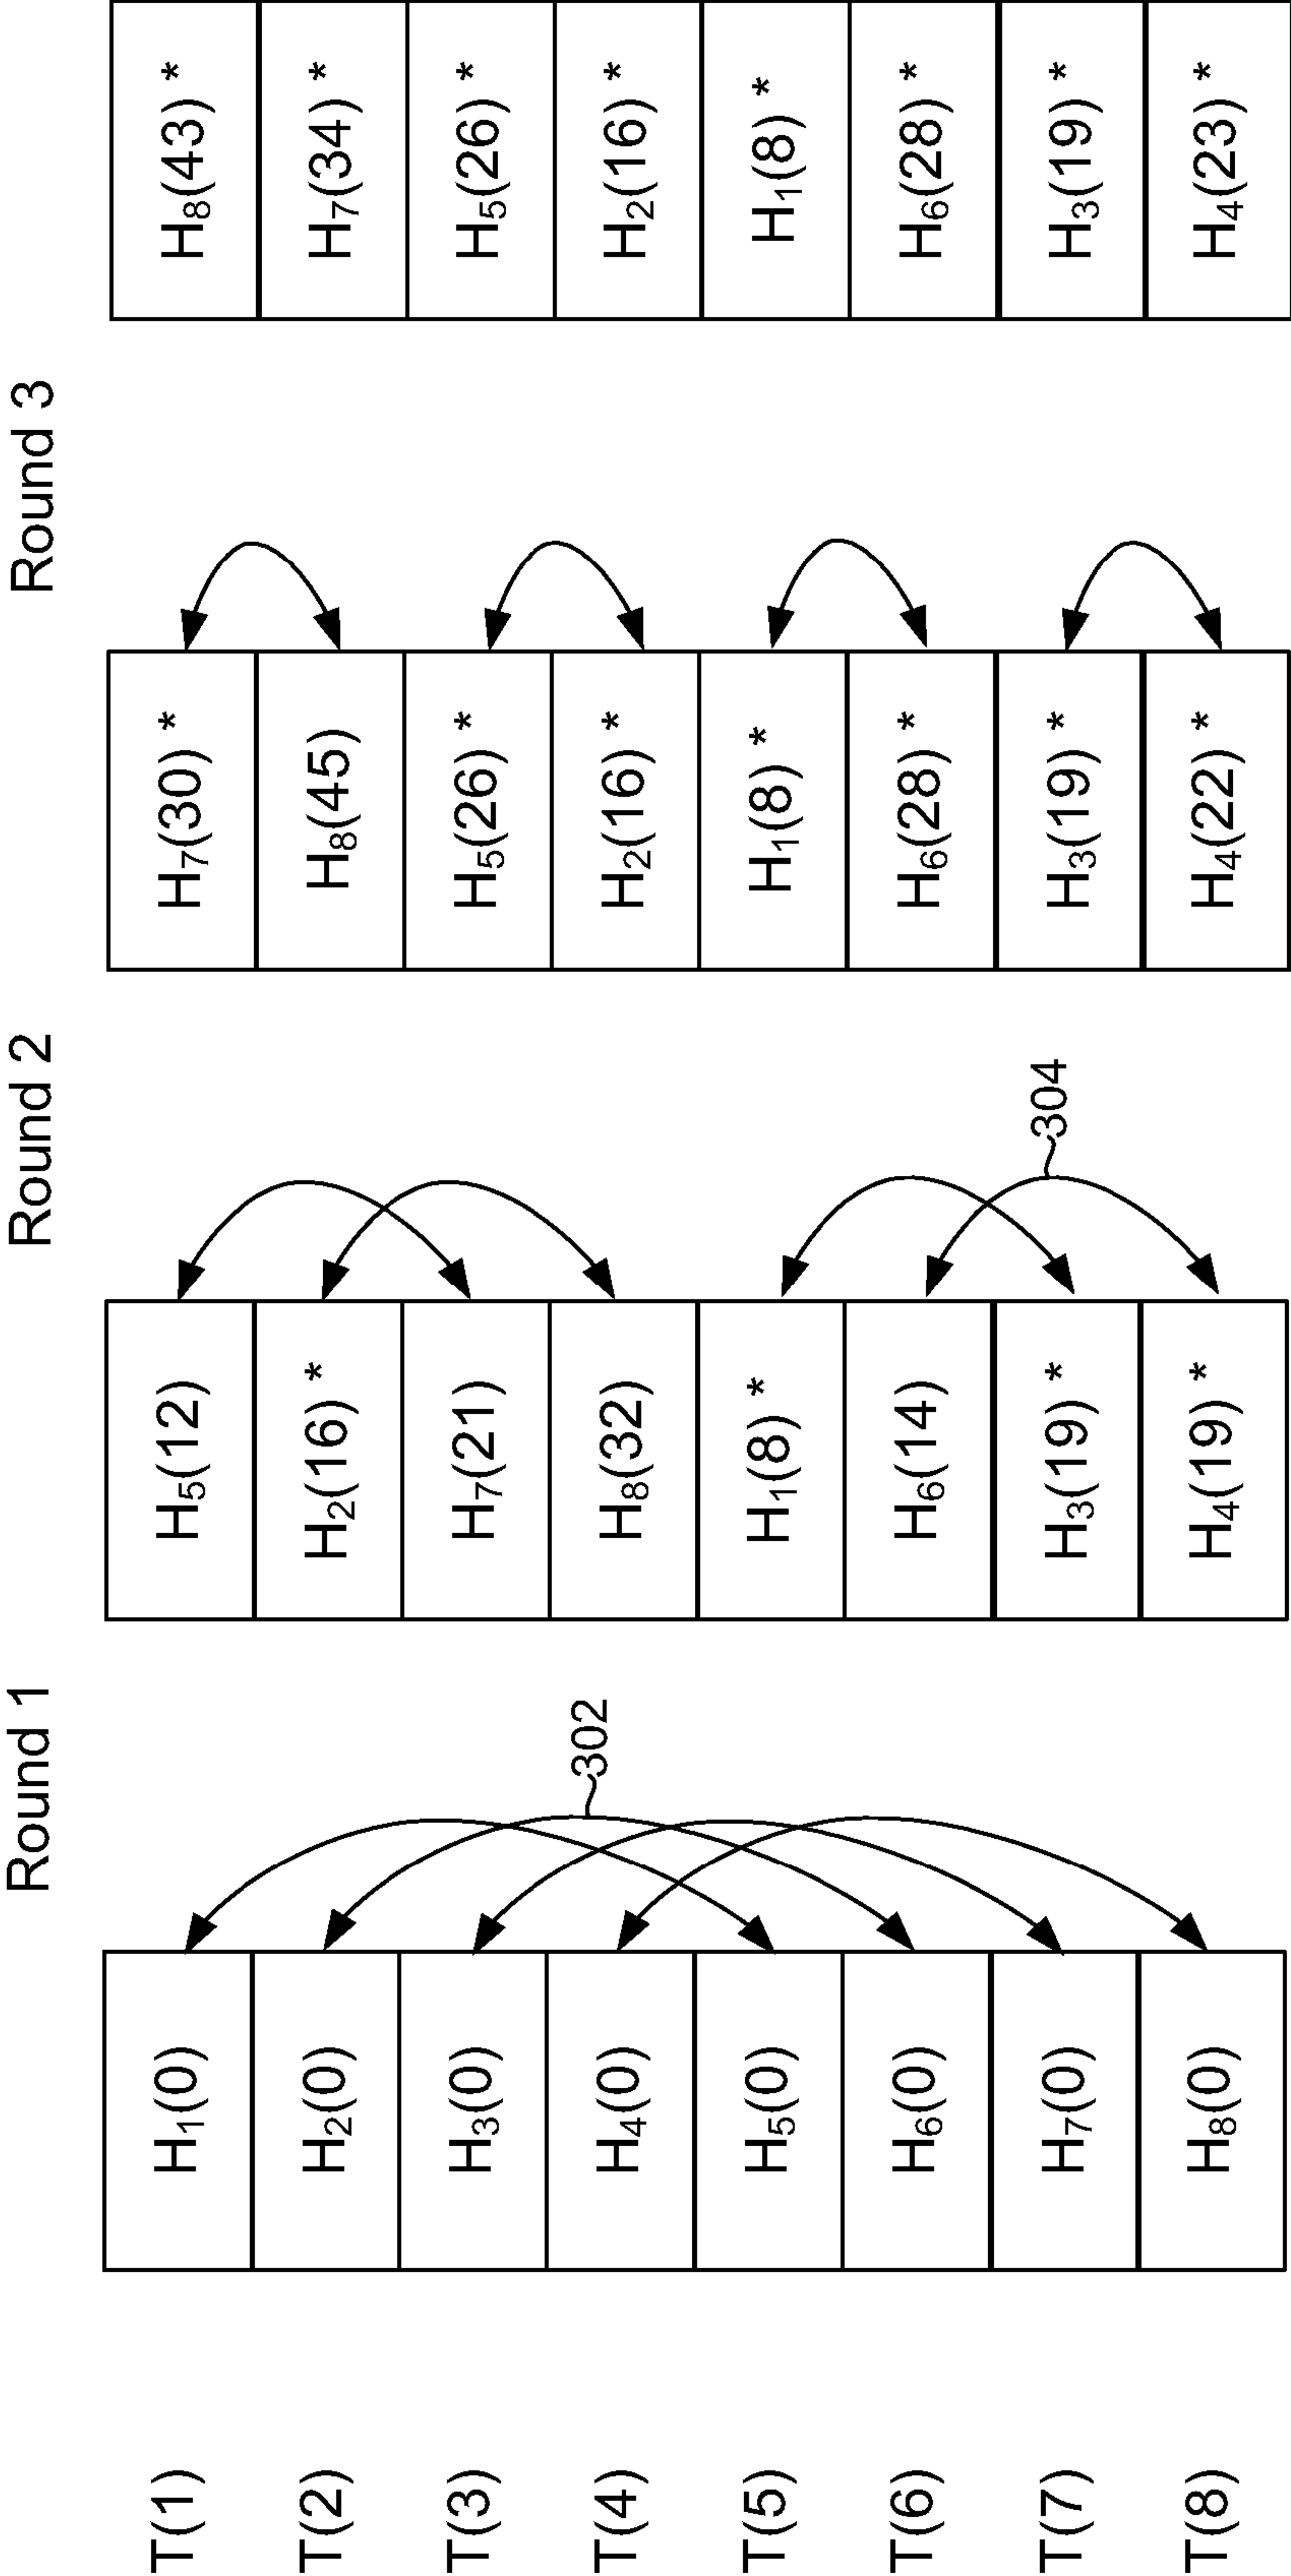 Round 1
Round 2
Round 3
T(1)
H₁(0)
H₅(12)
H₇(30) *
H₈(43) *
T(2)
H₂(0)
H₂(16) *
H₈(45)
H₇(34) *
T(3)
H₃(0)
H₇(21)
H₅(26) *
H₅(26) *
T(4)
H₄(0)
302
H₈(32)
H₂(16) *
H₂(16) *
T(5)
H₅(0)
H₁(8) *
H₁(8) *
H₁(8) *
T(6)
H₆(0)
H₆(14)
H₆(28) *
H₆(28) *
T(7)
H₇(0)
H₃(19) *
304
H₃(19) *
H₃(19) *
T(8)
H₈(0)
H₄(19) *
H₄(22) *
H₄(23) *